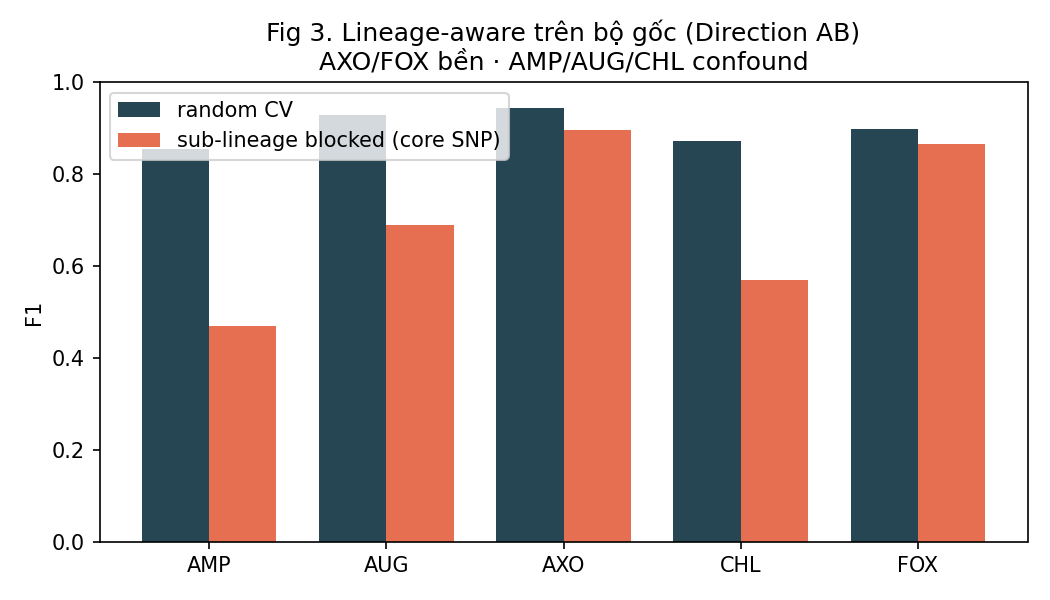 Fig 3. Lineage-aware trên bộ gốc (Direction AB)
AXO/FOX bền · AMP/AUG/CHL confound
random CV
sub-lineage blocked (core SNP)
F1
1.0
0.8
0.6
0.4
0.2
0.0
AMP AUG AXO CHL FOX